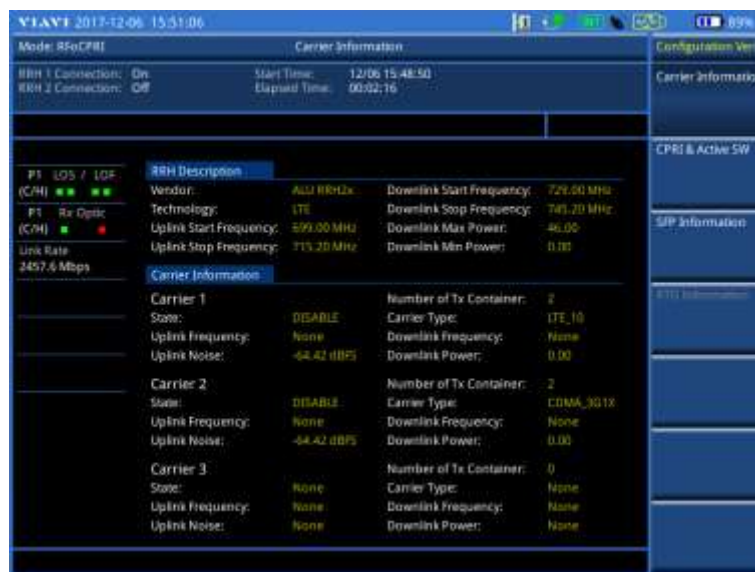 VIAVI 2017-12-06 15:51:06
INT
89%
Mode: RFoCPRI
Carrier Information
Configuration Ver
RRH 1 Connection: On
Start Time: 12/06 15:48:50
RRH 2 Connection: Off
Elapsed Time: 00:02:16
Carrier Informatio
CPRI & Active SW
SFP Information
P1 LOS / LOF
(C/H)
P1 Rx Optic
(C/H)
Link Rate
2457.6 Mbps
RRH Description
Vendor: ALU RRH2x Downlink Start Frequency: 729.00 MHz
Technology: LTE Downlink Stop Frequency: 745.20 MHz
Uplink Start Frequency: 699.00 MHz Downlink Max Power: 46.00
Uplink Stop Frequency: 715.20 MHz Downlink Min Power: 0.00
Carrier Information
Carrier 1 Number of Tx Container: 2
State: DISABLE Carrier Type: LTE_10
Uplink Frequency: None Downlink Frequency: None
Uplink Noise: -64.42 dBFS Downlink Power: 0.00
Carrier 2 Number of Tx Container: 2
State: DISABLE Carrier Type: CDMA_3G1X
Uplink Frequency: None Downlink Frequency: None
Uplink Noise: -64.42 dBFS Downlink Power: 0.00
Carrier 3 Number of Tx Container: 0
State: None Carrier Type: None
Uplink Frequency: None Downlink Frequency: None
Uplink Noise: None Downlink Power: None